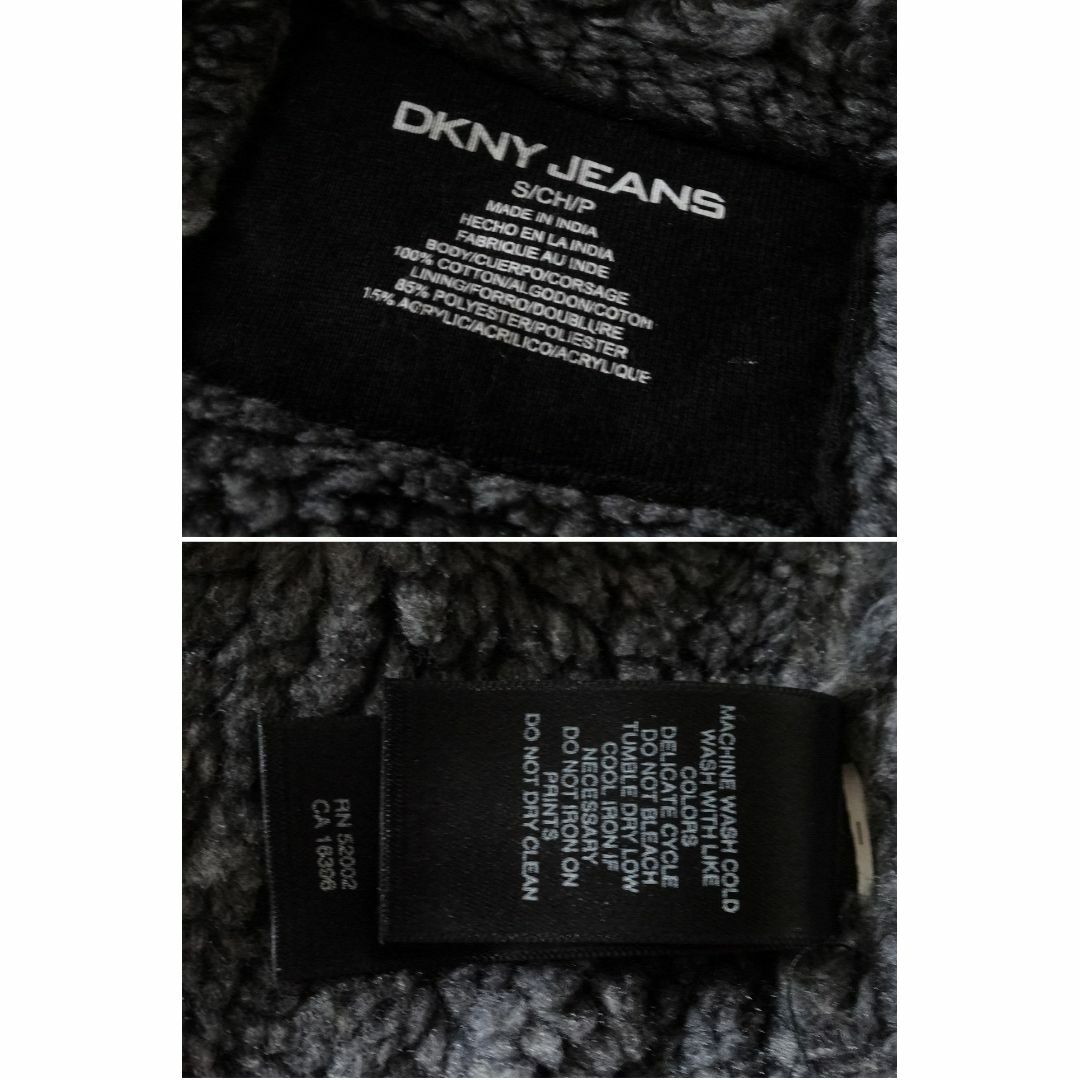 DKNY JEANS
S/CH/P
MADE IN INDIA
HECHO EN LA INDIA
FABRIQUE AU INDE
BODY/CUERPO/CORSAGE
100% COTTON/ALGODON/COTON
LINING/FORRO/DOUBLURE
85% POLYESTER/POLIESTER
15% ACRYLIC/ACRILICO/ACRYLIQUE
MACHINE WASH COLD
WASH WITH LIKE
COLORS
DELICATE CYCLE
DO NOT BLEACH
TUMBLE DRY LOW
COOL IRON IF
NECESSARY
DO NOT IRON ON
PRINTS
DO NOT DRY CLEAN
RN 52002
CA 16398